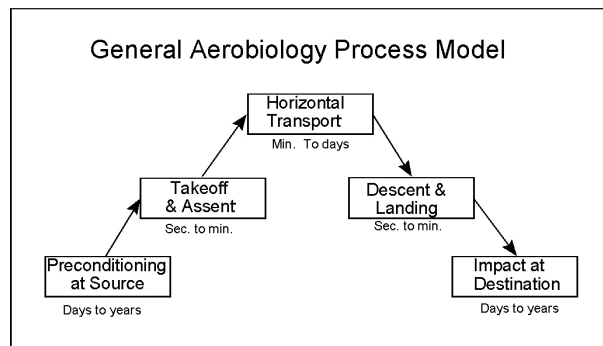 General Aerobiology Process Model
Horizontal
Transport
Min. To days
Takeoff
& Assent
Sec. to min.
Descent &
Landing
Sec. to min.
Preconditioning
at Source
Days to years
Impact at
Destination
Days to years